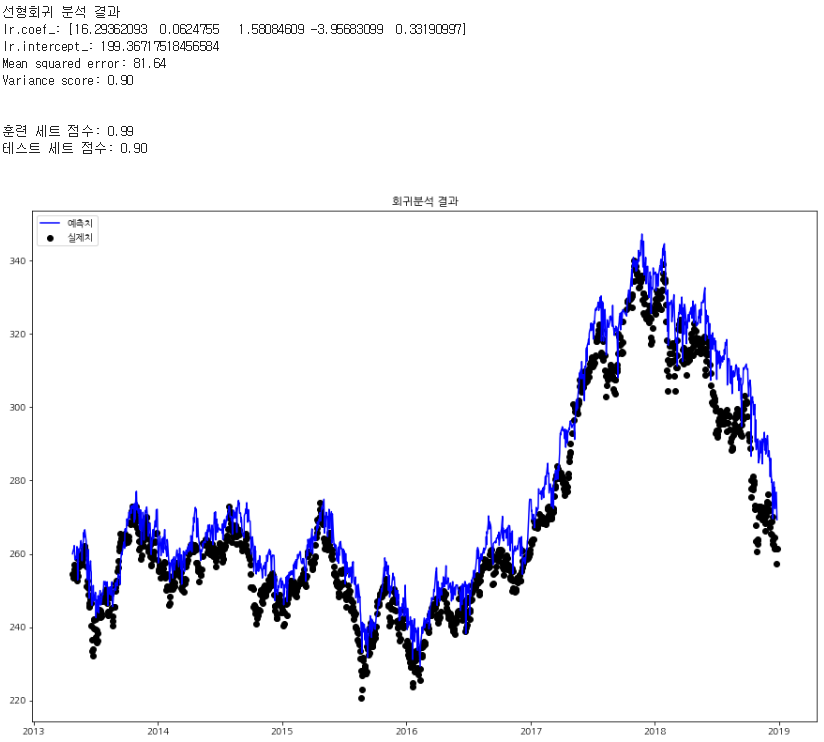 선형회귀 분석 결과
lr.coef_: [16.29362093 0.0624755 1.58084609 -3.95683099 0.33190997]
lr.intercept_: 199.36717518456584
Mean squared error: 81.64
Variance score: 0.90
훈련 세트 점수: 0.99
테스트 세트 점수: 0.90
회귀분석 결과
예측치
실제치
340
320
300
280
260
240
220
2013 2014 2015 2016 2017 2018 2019